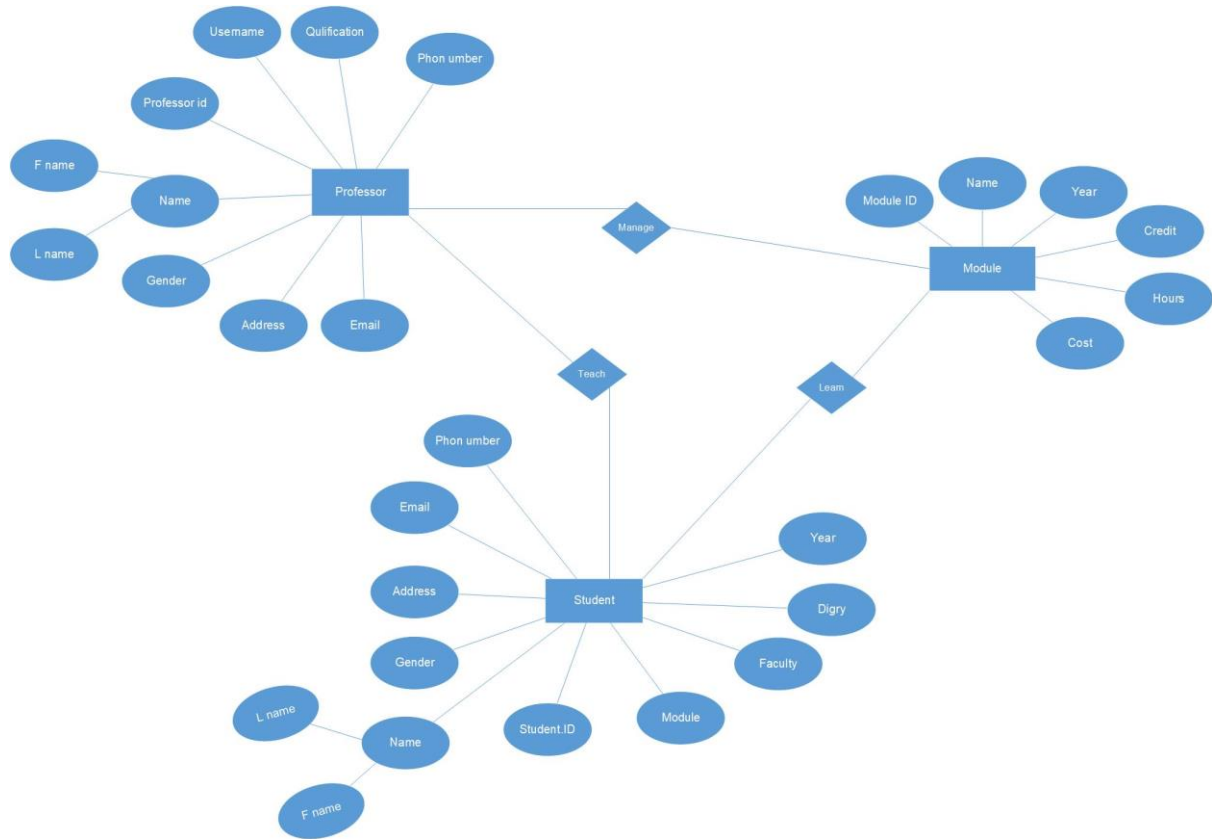 Username
Qulification
Phon umber
Professor id
F name
Name
Professor
L name
Gender
Address
Email
Manage
Module ID
Name
Year
Credit
Module
Hours
Cost
Teach
Learn
Phon umber
Email
Year
Address
Student
Digry
Gender
Faculty
L name
Name
Student.ID
Module
F name